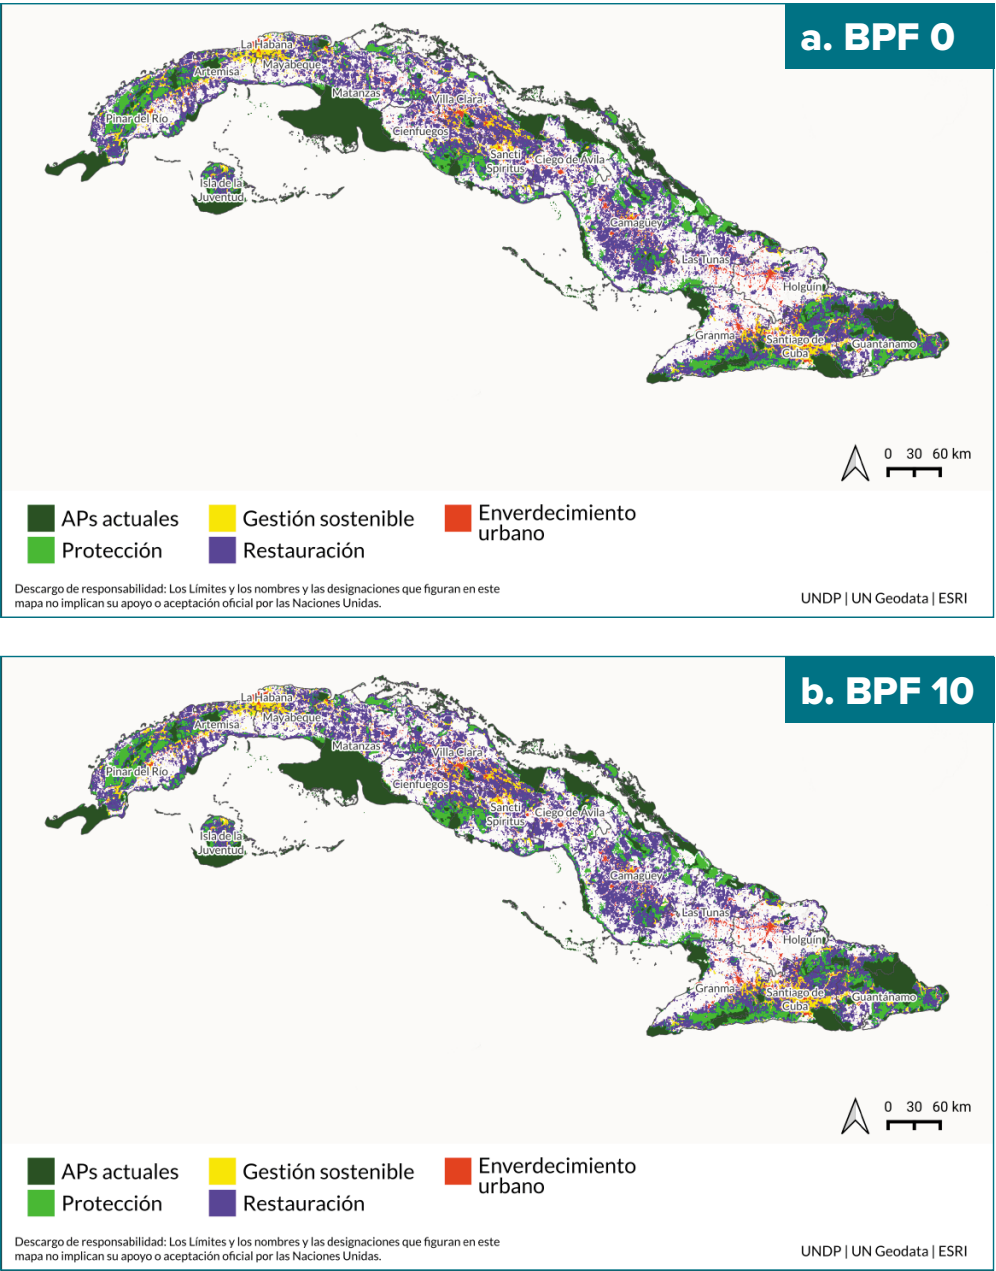 a. BPF 0
La Habana
Artemisa
Mayabeque
Matanzas
Pinar del Río
Villa Clara
Cienfuegos
Sancti
Spiritus
Ciego de Ávila
Isla de la
Juventud
Camagüey
Las Tunas
Holguín
Granma
Santiago de
Cuba
Guantánamo
0 30 60 km
APs actuales
Protección
Gestión sostenible
Restauración
Enverdecimiento
urbano
Descargo de responsabilidad: Los Límites y los nombres y las designaciones que figuran en este
mapa no implican su apoyo o aceptación oficial por las Naciones Unidas.
UNDP | UN Geodata | ESRI
b. BPF 10
La Habana
Artemisa
Mayabeque
Matanzas
Pinar del Río
Villa Clara
Cienfuegos
Sancti
Spiritus
Ciego de Ávila
Isla de la
Juventud
Camagüey
Las Tunas
Holguín
Granma
Santiago de
Cuba
Guantánamo
0 30 60 km
APs actuales
Protección
Gestión sostenible
Restauración
Enverdecimiento
urbano
Descargo de responsabilidad: Los Límites y los nombres y las designaciones que figuran en este
mapa no implican su apoyo o aceptación oficial por las Naciones Unidas.
UNDP | UN Geodata | ESRI